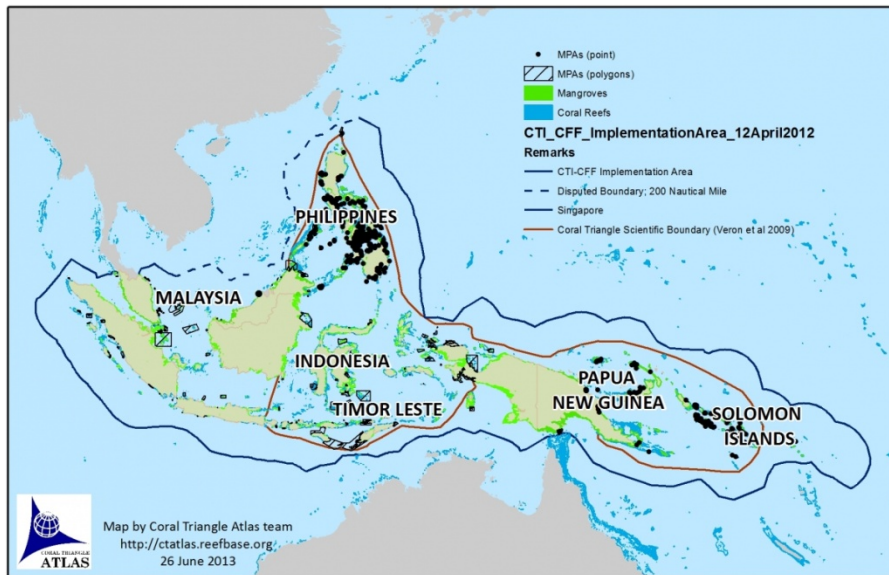 MPAs (point)
MPAs (polygons)
Mangroves
Coral Reefs
CTI_CFF_ImplementationArea_12April2012
Remarks
CTI-CFF Implementation Area
Disputed Boundary; 200 Nautical Mile
Singapore
Coral Triangle Scientific Boundary (Veron et al 2009)
PHILIPPINES
MALAYSIA
INDONESIA
TIMOR LESTE
PAPUA
NEW GUINEA
SOLOMON
ISLANDS
CORAL TRIANGLE
ATLAS
Map by Coral Triangle Atlas team
http://ctatlas.reefbase.org
26 June 2013